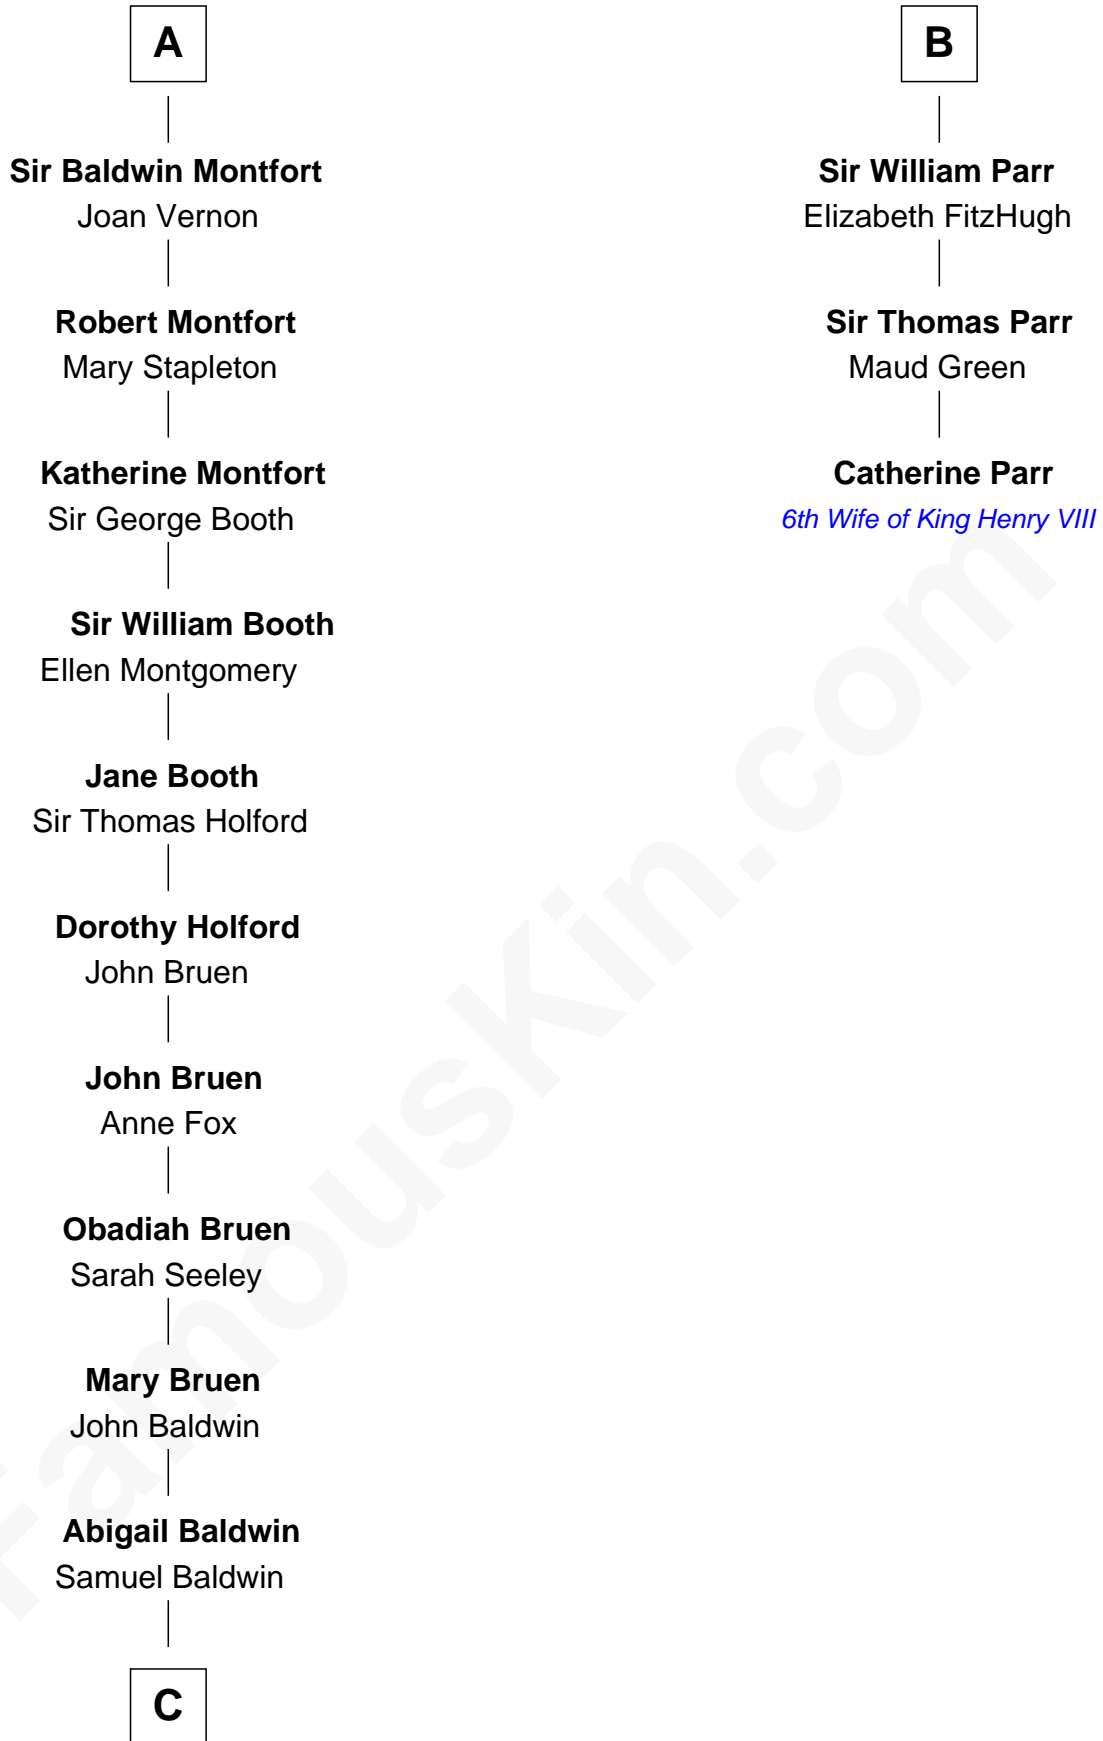 A
B
Sir Baldwin Montfort
Joan Vernon
Sir William Parr
Elizabeth FitzHugh
Robert Montfort
Mary Stapleton
Sir Thomas Parr
Maud Green
Katherine Montfort
Sir George Booth
Catherine Parr
6th Wife of King Henry VIII
Sir William Booth
Ellen Montgomery
Jane Booth
Sir Thomas Holford
Dorothy Holford
John Bruen
John Bruen
Anne Fox
Obadiah Bruen
Sarah Seeley
Mary Bruen
John Baldwin
Abigail Baldwin
Samuel Baldwin
C
FamousKin.com